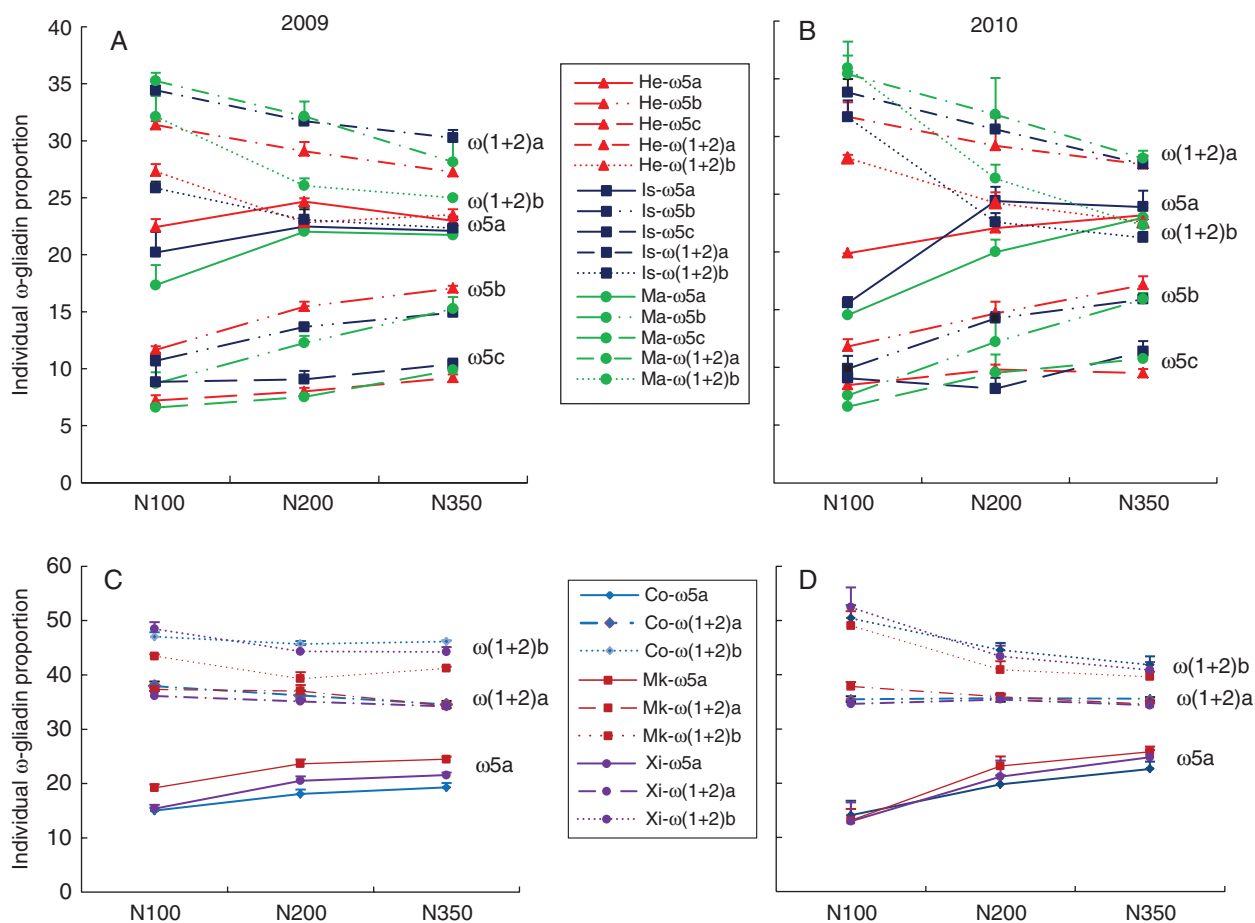 2009
2010
A
B
Individual ω-gliadin proportion
40
35
30
25
20
15
10
5
0
N100
N200
N350
ω(1+2)a
ω(1+2)b
ω5a
ω5b
ω5c
He-ω5a
He-ω5b
He-ω5c
He-ω(1+2)a
He-ω(1+2)b
Is-ω5a
Is-ω5b
Is-ω5c
Is-ω(1+2)a
Is-ω(1+2)b
Ma-ω5a
Ma-ω5b
Ma-ω5c
Ma-ω(1+2)a
Ma-ω(1+2)b
ω(1+2)a
ω5a
ω(1+2)b
ω5b
ω5c
N100
N200
N350
C
D
Individual ω-gliadin proportion
60
50
40
30
20
10
0
N100
N200
N350
ω(1+2)b
ω(1+2)a
ω5a
Co-ω5a
Co-ω(1+2)a
Co-ω(1+2)b
Mk-ω5a
Mk-ω(1+2)a
Mk-ω(1+2)b
Xi-ω5a
Xi-ω(1+2)a
Xi-ω(1+2)b
ω(1+2)b
ω(1+2)a
ω5a
N100
N200
N350